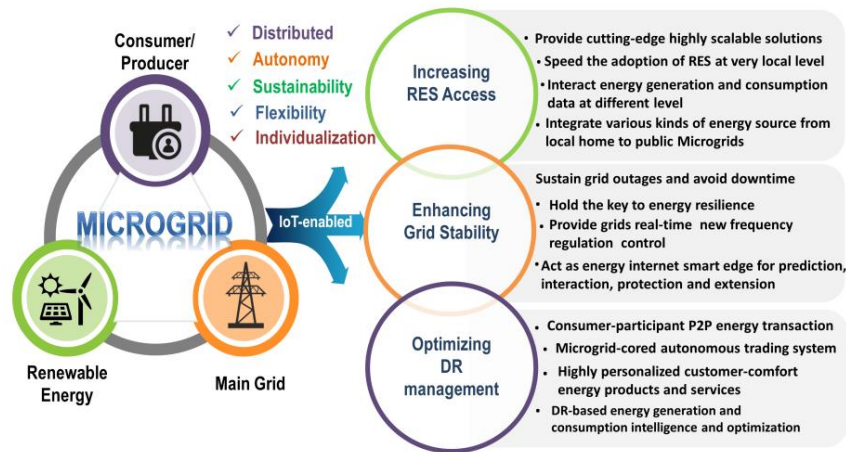 Consumer/
Producer
MICROGRID
Renewable
Energy
Main Grid
✓ Distributed
✓ Autonomy
✓ Sustainability
✓ Flexibility
✓ Individualization
IoT-enabled
Increasing
RES Access
• Provide cutting-edge highly scalable solutions
• Speed the adoption of RES at very local level
• Interact energy generation and consumption
data at different level
• Integrate various kinds of energy source from
local home to public Microgrids
Enhancing
Grid Stability
Sustain grid outages and avoid downtime
• Hold the key to energy resilience
• Provide grids real-time new frequency
regulation control
• Act as energy internet smart edge for prediction,
interaction, protection and extension
Optimizing
DR
management
• Consumer-participant P2P energy transaction
• Microgrid-cored autonomous trading system
• Highly personalized customer-comfort
energy products and services
• DR-based energy generation and
consumption intelligence and optimization